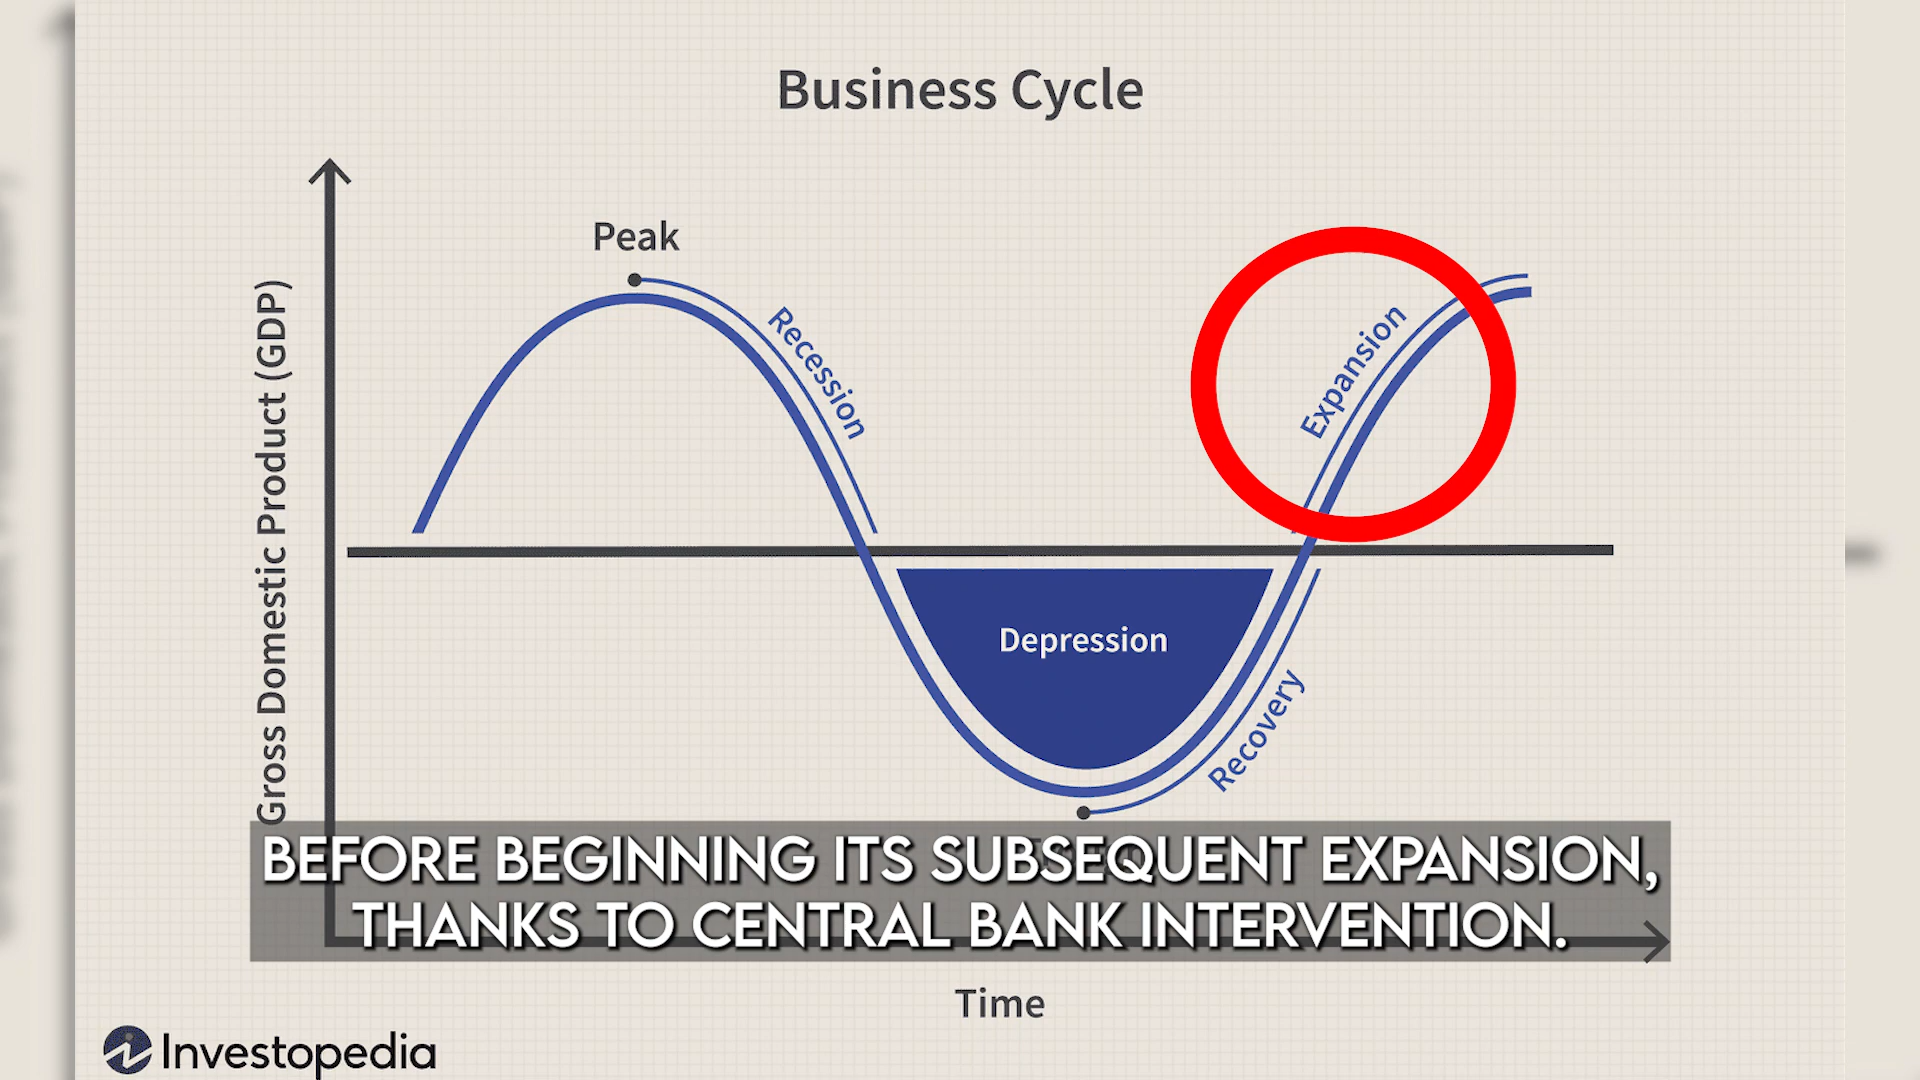 Business Cycle
Peak
Recession
Expansion
Gross Domestic Product (GDP)
Depression
Recovery
BEFORE BEGINNING ITS SUBSEQUENT EXPANSION,
THANKS TO CENTRAL BANK INTERVENTION.
Time
Investopedia